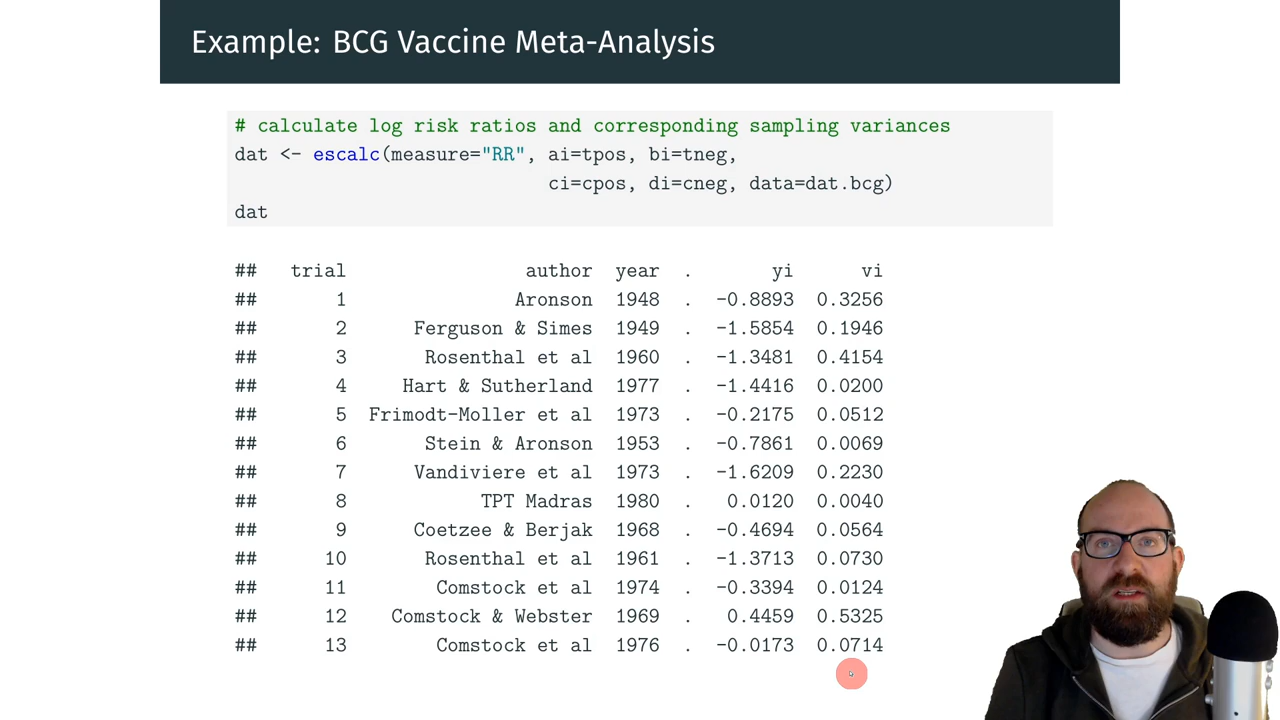 Example: BCG Vaccine Meta-Analysis
# calculate log risk ratios and corresponding sampling variances
dat <- escalc(measure="RR", ai=tpos, bi=tneg,
ci=cpos, di=cneg, data=dat.bcg)
dat
## trial author year . yi vi
## 1 Aronson 1948 . -0.8893 0.3256
## 2 Ferguson & Simes 1949 . -1.5854 0.1946
## 3 Rosenthal et al 1960 . -1.3481 0.4154
## 4 Hart & Sutherland 1977 . -1.4416 0.0200
## 5 Frimodt-Moller et al 1973 . -0.2175 0.0512
## 6 Stein & Aronson 1953 . -0.7861 0.0069
## 7 Vandiviere et al 1973 . -1.6209 0.2230
## 8 TPT Madras 1980 . 0.0120 0.0040
## 9 Coetzee & Berjak 1968 . -0.4694 0.0564
## 10 Rosenthal et al 1961 . -1.3713 0.0730
## 11 Comstock et al 1974 . -0.3394 0.0124
## 12 Comstock & Webster 1969 . 0.4459 0.5325
## 13 Comstock et al 1976 . -0.0173 0.0714